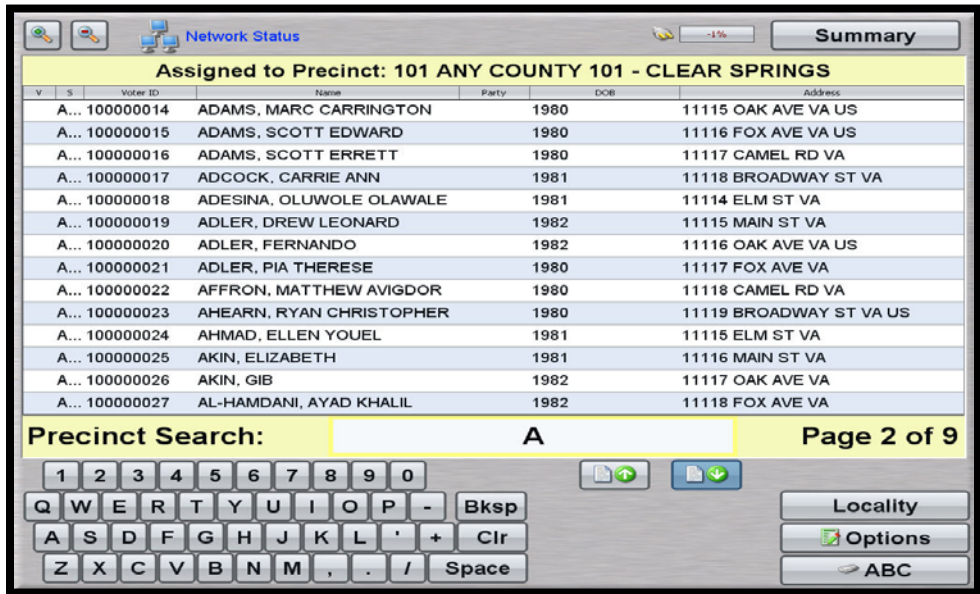 Network Status -1% Summary
Assigned to Precinct: 101 ANY COUNTY 101 - CLEAR SPRINGS
V S Voter ID Name Party DOB Address
A... 100000014 ADAMS, MARC CARRINGTON 1980 11115 OAK AVE VA US
A... 100000015 ADAMS, SCOTT EDWARD 1980 11116 FOX AVE VA US
A... 100000016 ADAMS, SCOTT ERRETT 1980 11117 CAMEL RD VA
A... 100000017 ADCOCK, CARRIE ANN 1981 11118 BROADWAY ST VA
A... 100000018 ADESINA, OLUWOLE OLAWALE 1981 11114 ELM ST VA
A... 100000019 ADLER, DREW LEONARD 1982 11115 MAIN ST VA
A... 100000020 ADLER, FERNANDO 1982 11116 OAK AVE VA US
A... 100000021 ADLER, PIA THERESE 1980 11117 FOX AVE VA
A... 100000022 AFFRON, MATTHEW AVIGDOR 1980 11118 CAMEL RD VA
A... 100000023 AHEARN, RYAN CHRISTOPHER 1980 11119 BROADWAY ST VA US
A... 100000024 AHMAD, ELLEN YOUEL 1981 11115 ELM ST VA
A... 100000025 AKIN, ELIZABETH 1981 11116 MAIN ST VA
A... 100000026 AKIN, GIB 1982 11117 OAK AVE VA
A... 100000027 AL-HAMDANI, AYAD KHALIL 1982 11118 FOX AVE VA
Precinct Search: A Page 2 of 9
1 2 3 4 5 6 7 8 9 0
Q W E R T Y U I O P - Bksp Locality
A S D F G H J K L ' + Clr Options
Z X C V B N M , . / Space ABC